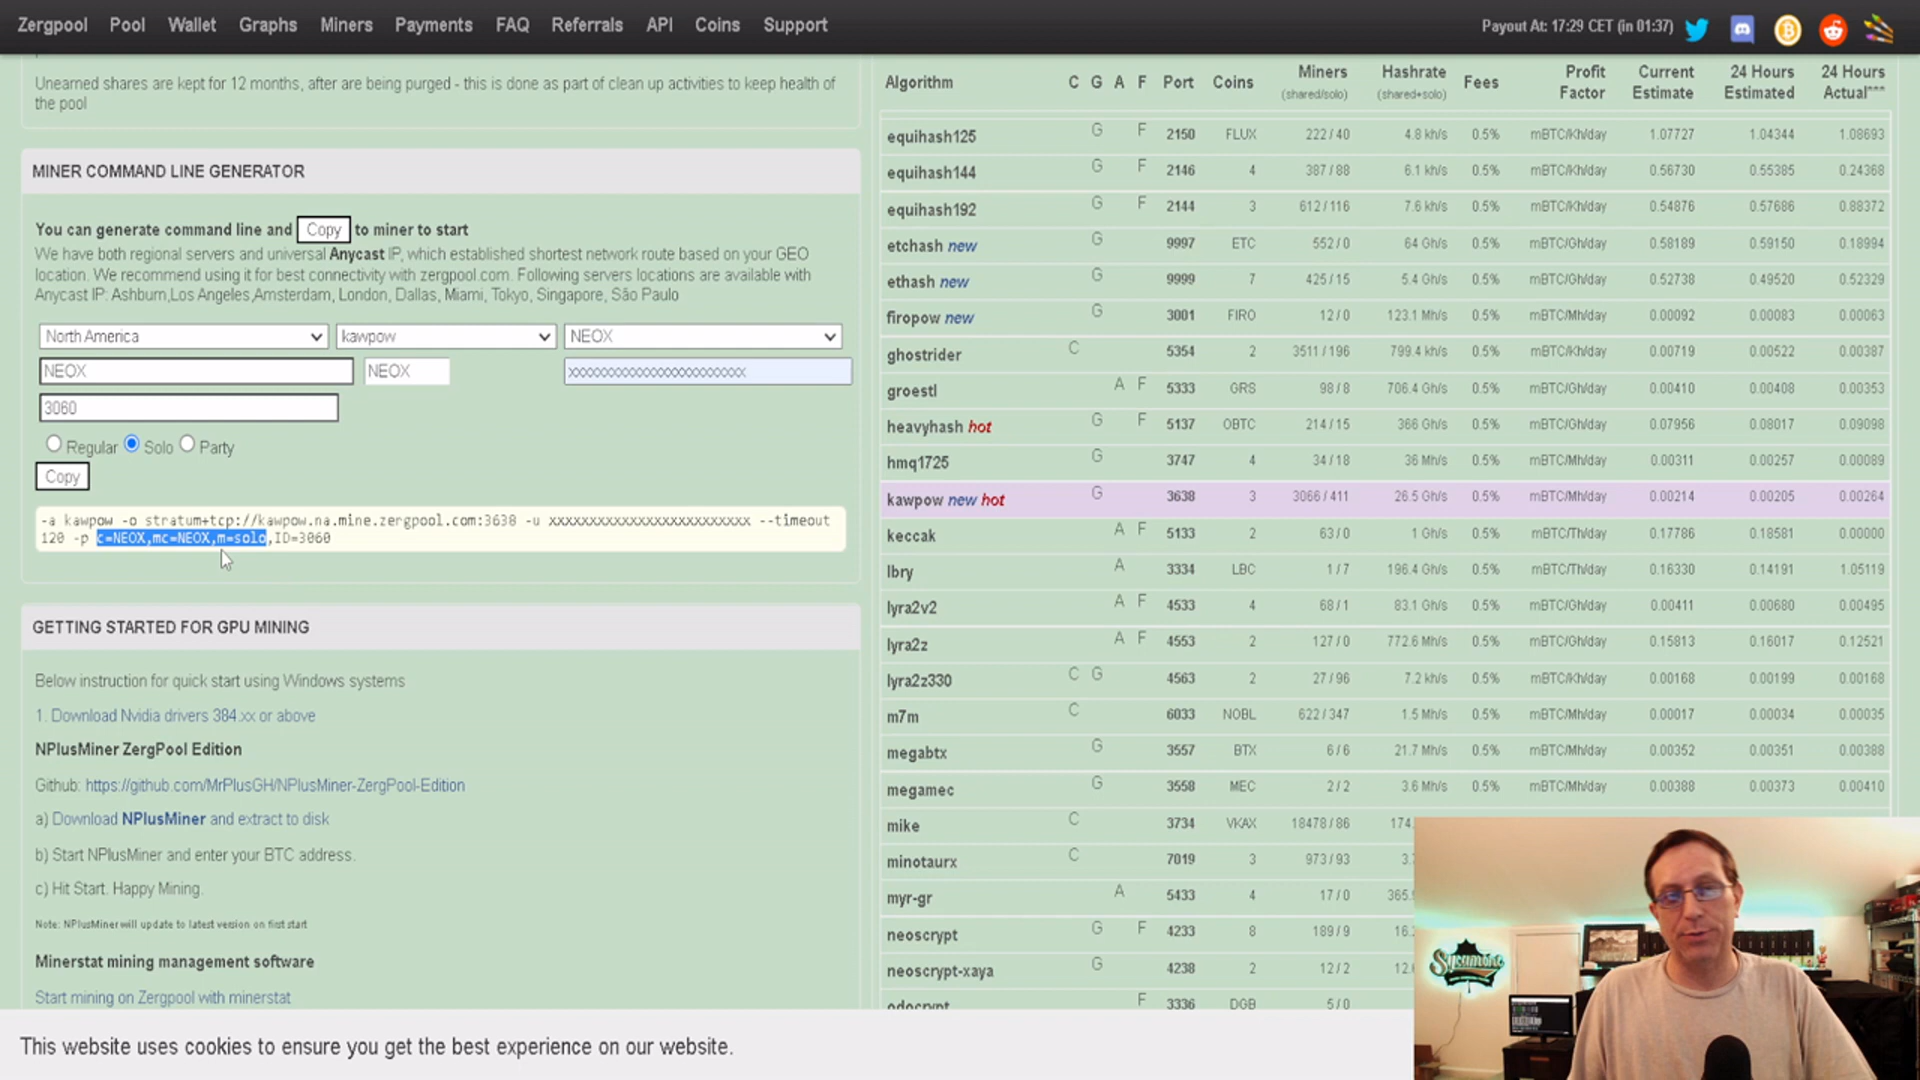 Zergpool Pool Wallet Graphs Miners Payments FAQ Referrals API Coins Support Payout At: 17:29 CET (in 01:37)
Unearned shares are kept for 12 months, after are being purged - this is done as part of clean up activities to keep health of
the pool
MINER COMMAND LINE GENERATOR
You can generate command line and Copy to miner to start
We have both regional servers and universal Anycast IP, which established shortest network route based on your GEO
location. We recommend using it for best connectivity with zergpool.com. Following servers locations are available with
Anycast IP: Ashburn,Los Angeles,Amsterdam, London, Dallas, Miami, Tokyo, Singapore, São Paulo
North America kawpow NEOX
NEOX NEOX xxxxxxxxxxxxxxxxxxxxxxxxx
3060
Regular Solo Party
Copy
-a kawpow -o stratum+tcp://kawpow.na.mine.zergpool.com:3638 -u xxxxxxxxxxxxxxxxxxxxxxxxx --timeout
120 -p c=NEOX,mc=NEOX,m=solo,ID=3060
GETTING STARTED FOR GPU MINING
Below instruction for quick start using Windows systems
1. Download Nvidia drivers 384.xx or above
NPlusMiner ZergPool Edition
Github: https://github.com/MrPlusGH/NPlusMiner-ZergPool-Edition
a) Download NPlusMiner and extract to disk
b) Start NPlusMiner and enter your BTC address.
c) Hit Start. Happy Mining.
Note: NPlusMiner will update to latest version on first start
Minerstat mining management software
Start mining on Zergpool with minerstat
Algorithm C G A F Port Coins Miners (shared/solo) Hashrate (shared+solo) Fees Profit Factor Current Estimate 24 Hours Estimated 24 Hours Actual***
equihash125 G F 2150 FLUX 222 / 40 4.8 kh/s 0.5% mBTC/Kh/day 1.07727 1.04344 1.08693
equihash144 G F 2146 4 387 / 88 6.1 kh/s 0.5% mBTC/Kh/day 0.56730 0.55385 0.24368
equihash192 G F 2144 3 612 / 116 7.6 kh/s 0.5% mBTC/Kh/day 0.54876 0.57686 0.88372
etchash new G 9997 ETC 552 / 0 64 Gh/s 0.5% mBTC/Gh/day 0.58189 0.59150 0.18994
ethash new G 9999 7 425 / 15 5.4 Gh/s 0.5% mBTC/Gh/day 0.52738 0.49520 0.52329
firopow new G 3001 FIRO 12 / 0 123.1 Mh/s 0.5% mBTC/Mh/day 0.00092 0.00083 0.00063
ghostrider C 5354 2 3511 / 196 799.4 kh/s 0.5% mBTC/Kh/day 0.00719 0.00522 0.00387
groestl A F 5333 GRS 98 / 8 706.4 Gh/s 0.5% mBTC/Gh/day 0.00410 0.00408 0.00353
heavyhash hot G F 5137 OBTC 214 / 15 366 Gh/s 0.5% mBTC/Gh/day 0.07956 0.08017 0.09098
hmq1725 G 3747 4 34 / 18 36 Mh/s 0.5% mBTC/Mh/day 0.00311 0.00257 0.00089
kawpow new hot G 3638 3 3066 / 411 26.5 Gh/s 0.5% mBTC/Mh/day 0.00214 0.00205 0.00264
keccak A F 5133 2 63 / 0 1 Th/s 0.5% mBTC/Th/day 0.17786 0.18581 0.00000
lbry A 3334 LBC 1 / 7 196.4 Gh/s 0.5% mBTC/Th/day 0.16330 0.14191 1.05119
lyra2v2 A F 4533 4 68 / 1 83.1 Gh/s 0.5% mBTC/Gh/day 0.00411 0.00680 0.00495
lyra2z A F 4553 2 127 / 0 772.6 Mh/s 0.5% mBTC/Gh/day 0.15813 0.16017 0.12521
lyra2z330 C G 4563 2 27 / 96 7.2 kh/s 0.5% mBTC/Kh/day 0.00168 0.00199 0.00168
m7m C 6033 NOBL 622 / 347 1.5 Mh/s 0.5% mBTC/Mh/day 0.00017 0.00034 0.00035
megabtx G 3557 BTX 6 / 6 21.7 Mh/s 0.5% mBTC/Mh/day 0.00352 0.00351 0.00388
megamec G 3558 MEC 2 / 2 3.6 Mh/s 0.5% mBTC/Mh/day 0.00388 0.00373 0.00410
mike C 3734 VKAX 18478 / 86 174.
minotaurx C 7019 3 973 / 93 3.
myr-gr A 5433 4 17 / 0 365.
neoscrypt G F 4233 8 189 / 9 16.
neoscrypt-xaya G 4238 2 12 / 2 12.
odocrypt F 3336 DGB 5 / 0
Sycamore
This website uses cookies to ensure you get the best experience on our website.